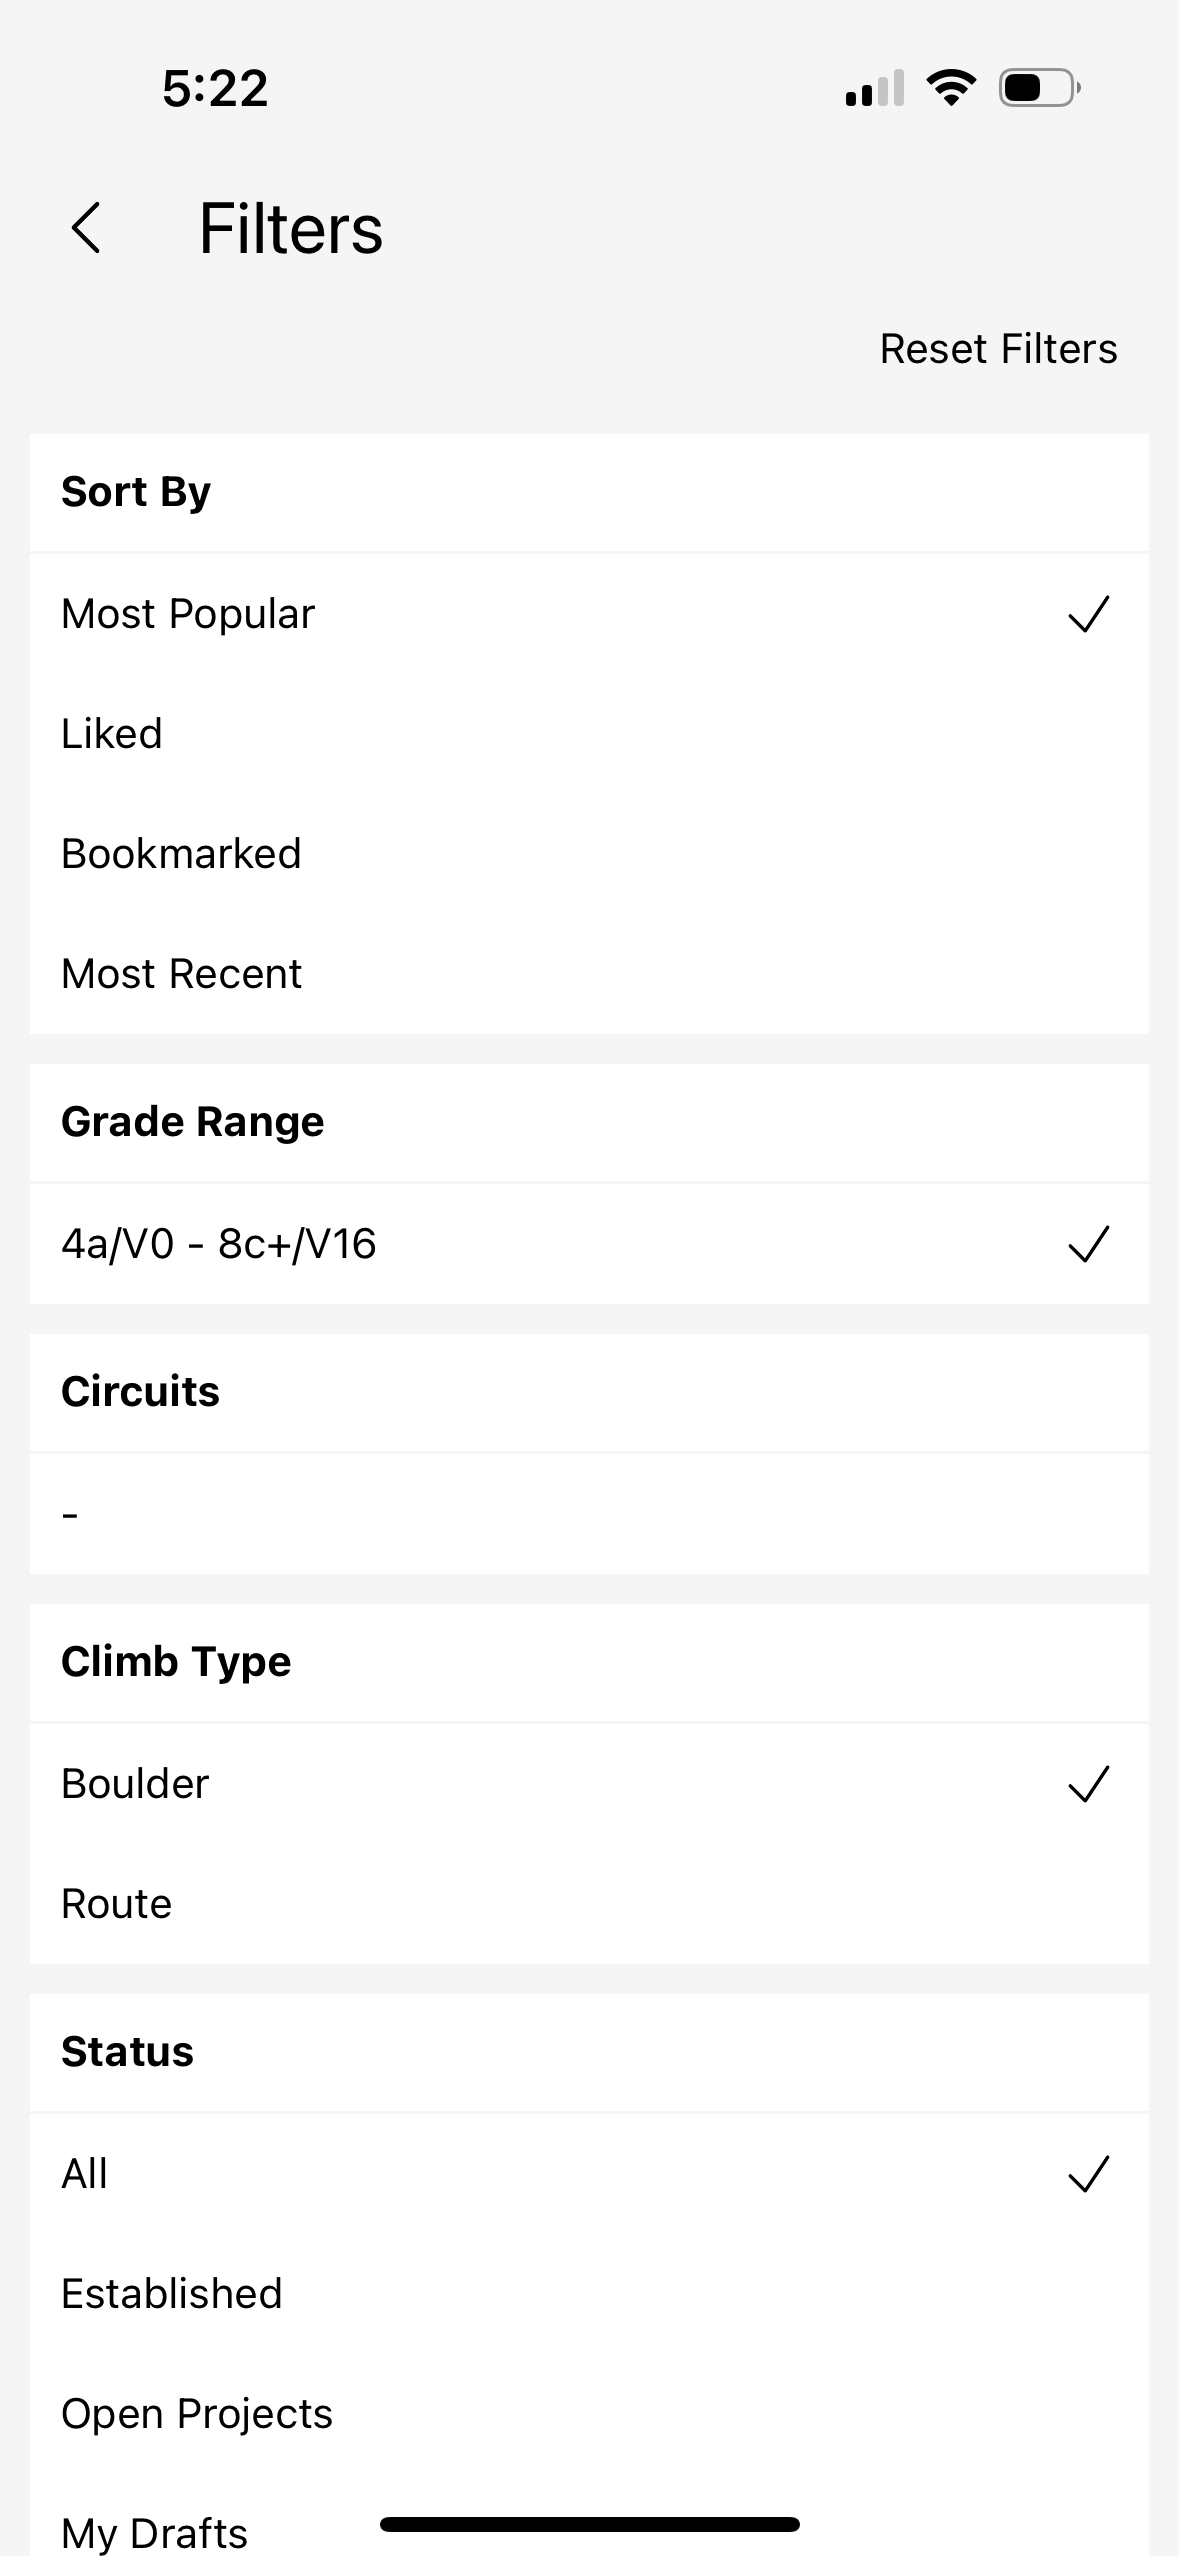 5:22
Filters
Reset Filters
Sort By
Most Popular
Liked
Bookmarked
Most Recent
Grade Range
4a/V0 - 8c+/V16
Circuits
-
Climb Type
Boulder
Route
Status
All
Established
Open Projects
My Drafts